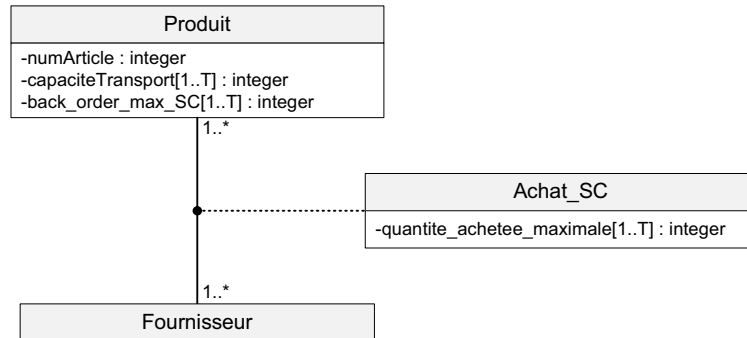 Produit
-numArticle : integer
-capaciteTransport[1..T] : integer
-back_order_max_SC[1..T] : integer
1..*
Achat_SC
-quantite_achetee_maximale[1..T] : integer
1..*
Fournisseur